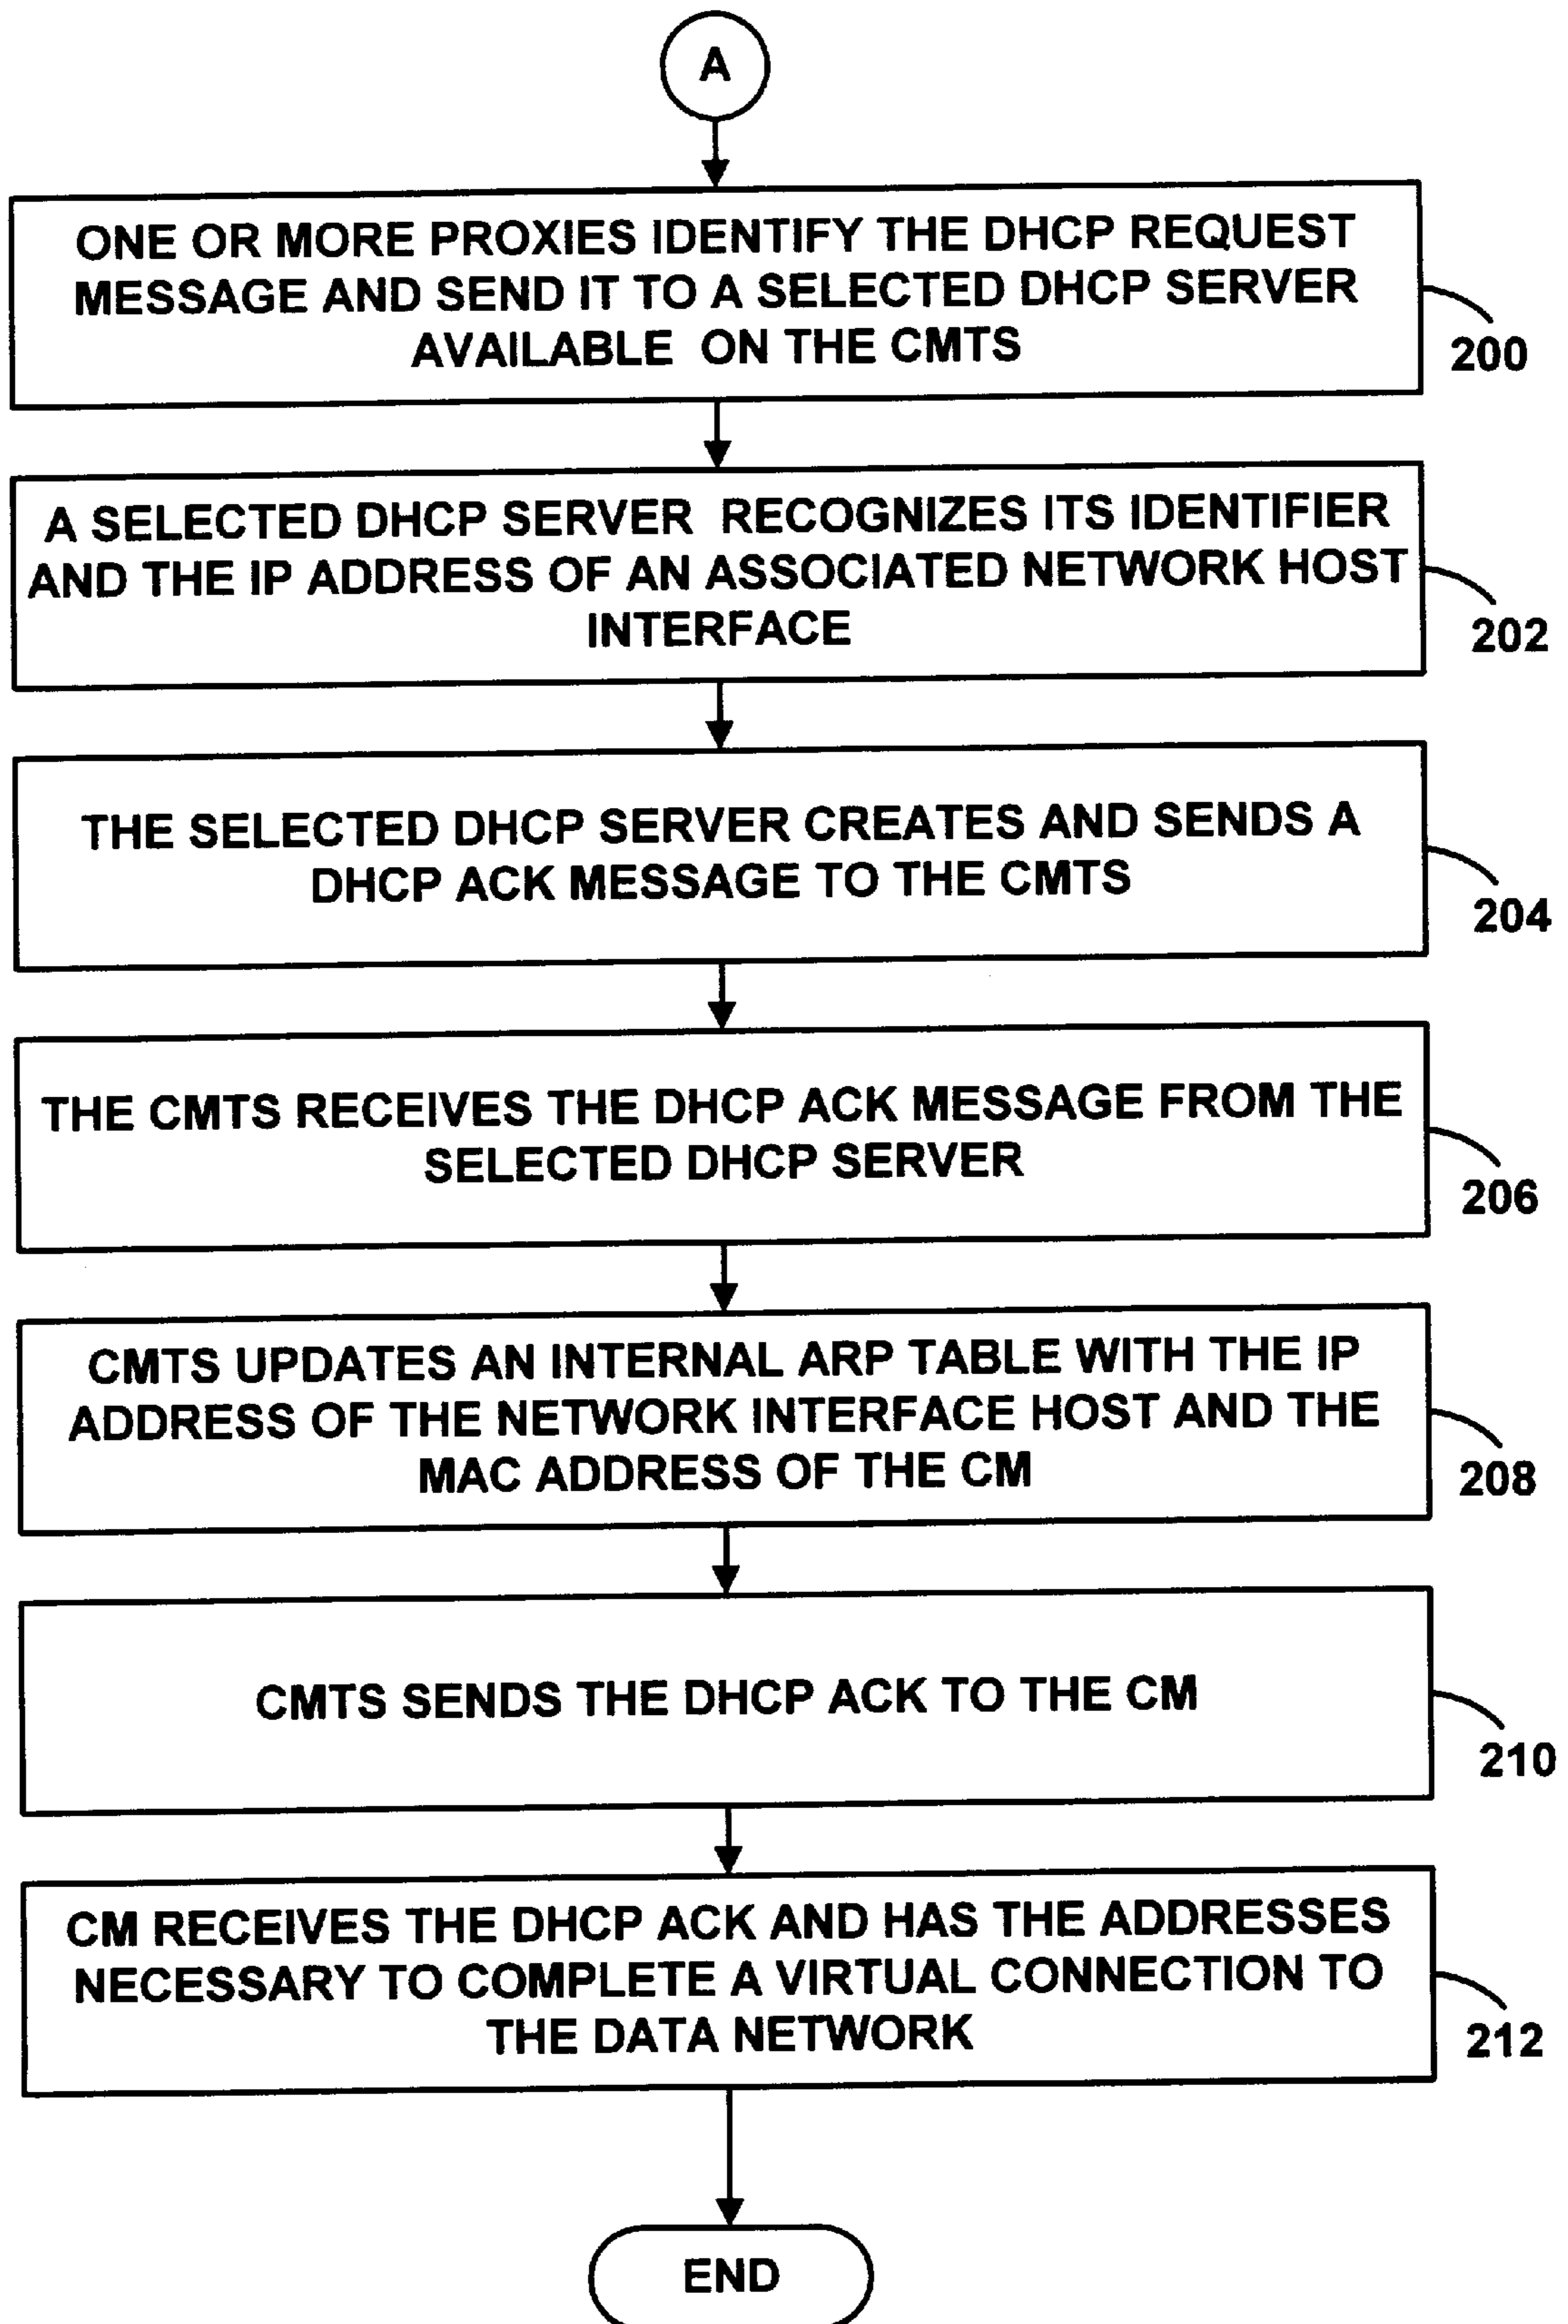 A
ONE OR MORE PROXIES IDENTIFY THE DHCP REQUEST
MESSAGE AND SEND IT TO A SELECTED DHCP SERVER
AVAILABLE ON THE CMTS
200
A SELECTED DHCP SERVER RECOGNIZES ITS IDENTIFIER
AND THE IP ADDRESS OF AN ASSOCIATED NETWORK HOST
INTERFACE
202
THE SELECTED DHCP SERVER CREATES AND SENDS A
DHCP ACK MESSAGE TO THE CMTS
204
THE CMTS RECEIVES THE DHCP ACK MESSAGE FROM THE
SELECTED DHCP SERVER
206
CMTS UPDATES AN INTERNAL ARP TABLE WITH THE IP
ADDRESS OF THE NETWORK INTERFACE HOST AND THE
MAC ADDRESS OF THE CM
208
CMTS SENDS THE DHCP ACK TO THE CM
210
CM RECEIVES THE DHCP ACK AND HAS THE ADDRESSES
NECESSARY TO COMPLETE A VIRTUAL CONNECTION TO
THE DATA NETWORK
212
END